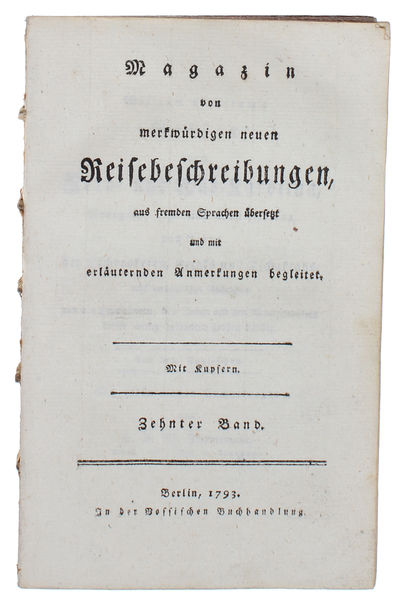 Magazin
von
merkwürdigen neuen
Reisebeschreibungen,
aus fremden Sprachen übersetzt
und mit
erläuternden Anmerkungen begleitet.
Mit Kupfern.
Zehnter Band.
Berlin, 1793.
In der Vossischen Buchhandlung